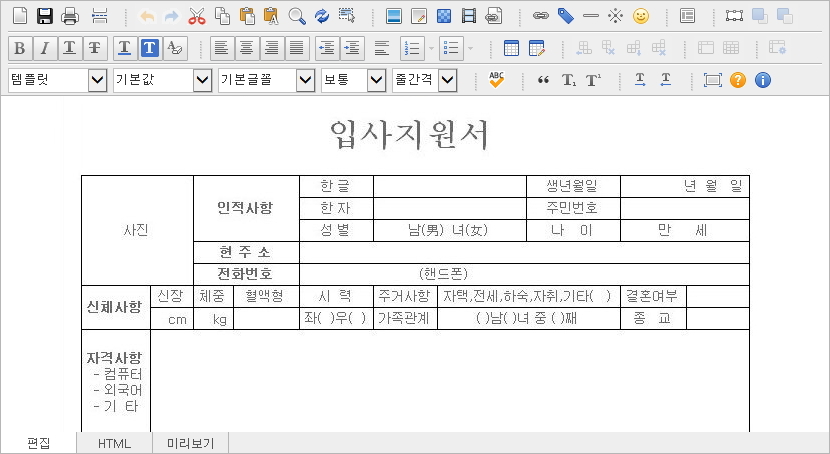 B I T T T T A
템플릿 기본값 기본글꼴 보통 줄간격 ABC “ T₁ T¹ T T ? i
입사지원서
사진 인적사항 한 글 생년월일 년 월 일
한 자 주민번호
성 별 남(男) 녀(女) 나 이 만 세
현 주 소
전화번호 (핸드폰)
신체사항 신장 체중 혈액형 시 력 주거사항 자택,전세,하숙,자취,기타( ) 결혼여부
cm kg 좌( )우( ) 가족관계 ( )남( )녀 중 ( )째 종 교
자격사항
- 컴퓨터
- 외국어
- 기 타
편집 HTML 미리보기